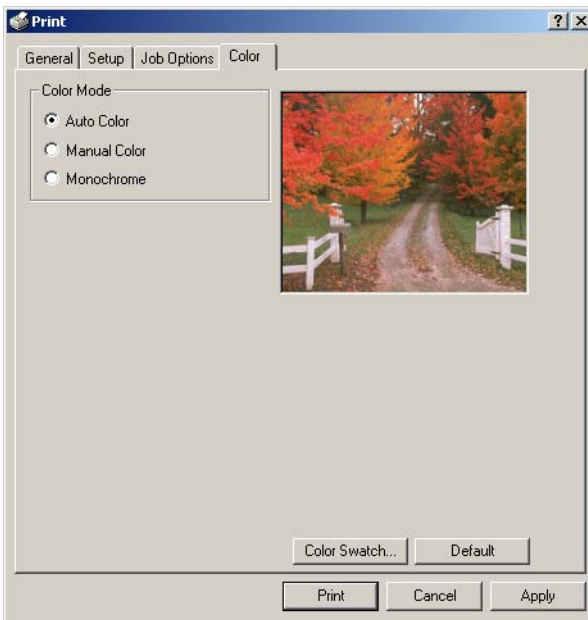 Print
General Setup Job Options Color
Color Mode
Auto Color
Manual Color
Monochrome
Color Swatch... Default
Print Cancel Apply